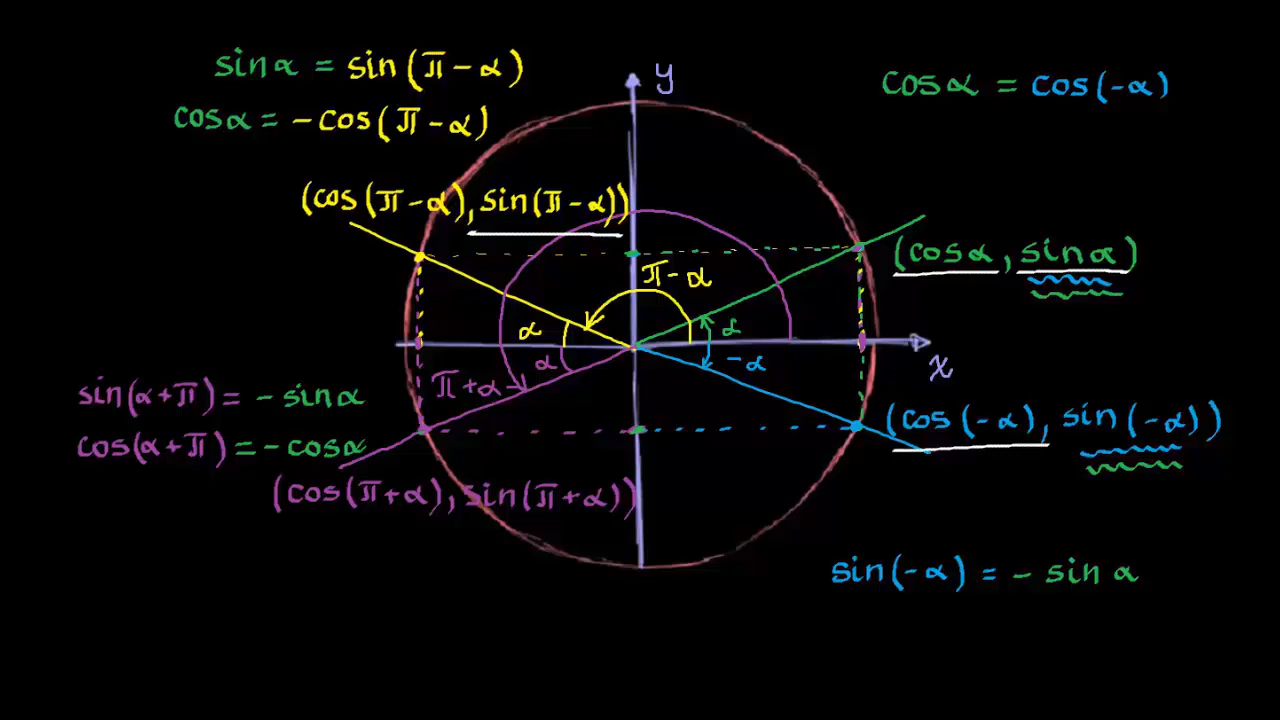 sin α = sin(π - α)
cos α = - cos(π - α)
y
cos α = cos(-α)
(cos(π - α), sin(π - α))
(cos α, sin α)
π - α
α
α
α
-α
x
π + α
sin(α + π) = - sin α
cos(α + π) = - cos α
(cos(-α), sin(-α))
(cos(π + α), sin(π + α))
sin(-α) = - sin α